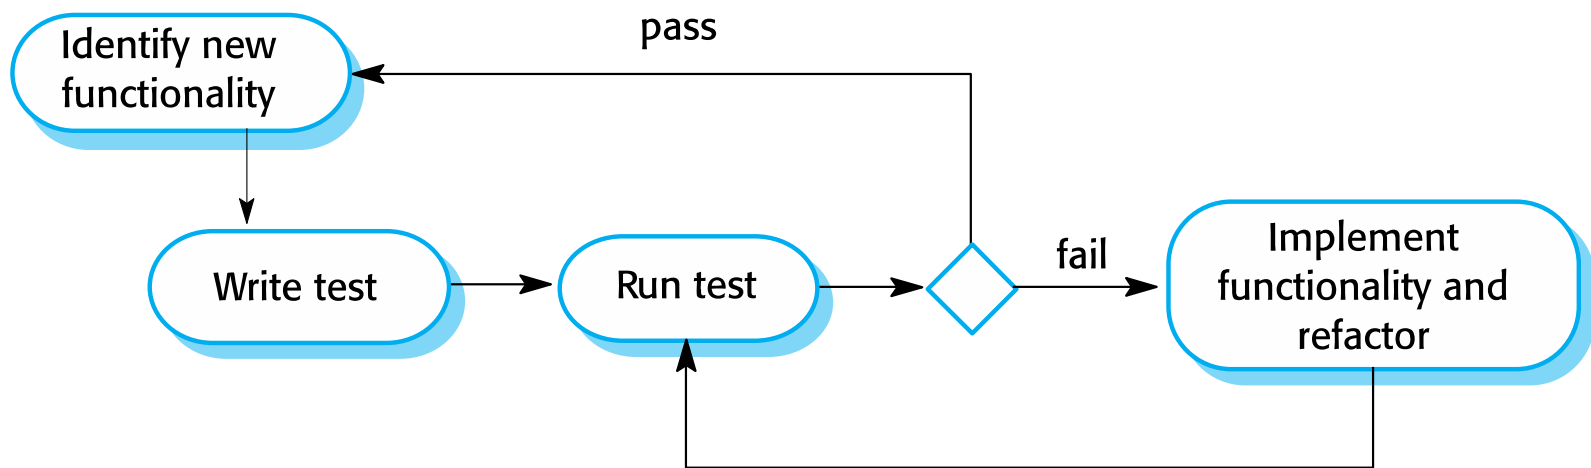 Identify new
functionality
pass
Write test
Run test
fail
Implement
functionality and
refactor